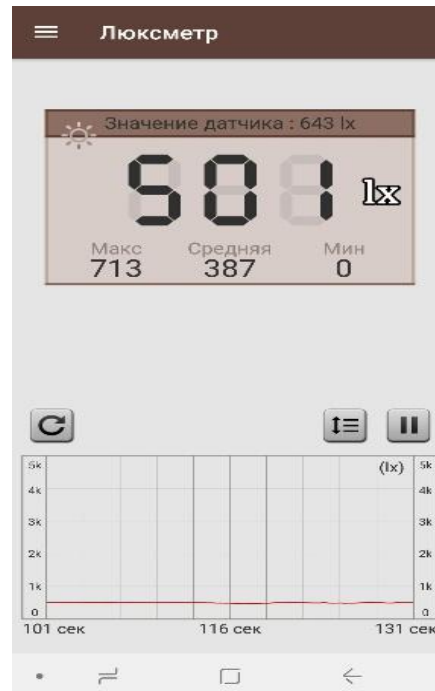 Люксметр
Значение датчика : 643 lx
501 lx
Макс Средняя Мин
713 387 0
(lx)
5k 5k
4k 4k
3k 3k
2k 2k
1k 1k
0 0
101 сек 116 сек 131 сек